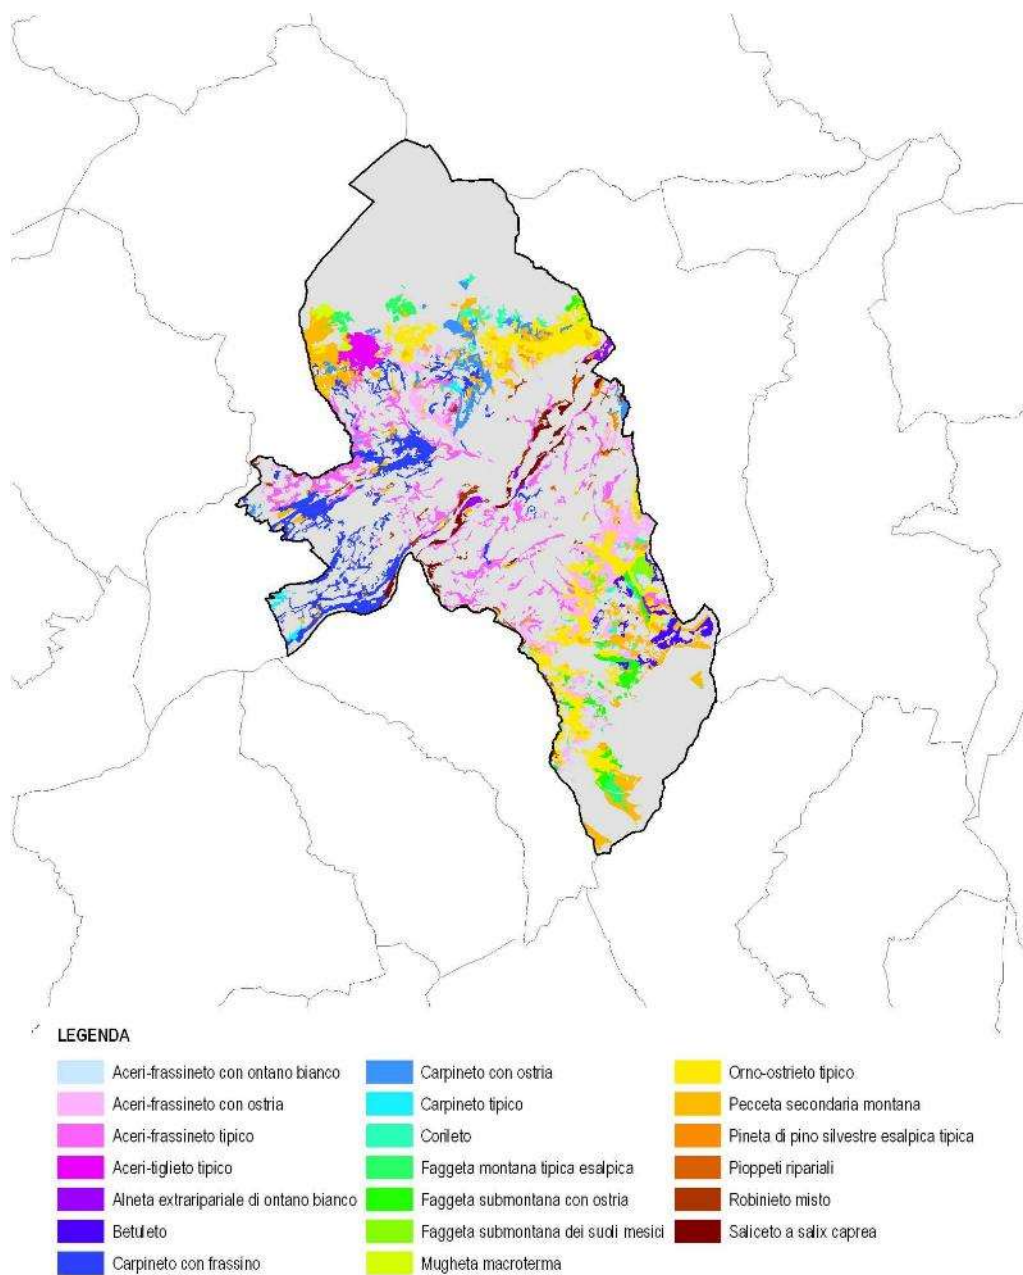 LEGENDA
Aceri-frassineto con ontano bianco
Aceri-frassineto con ostria
Aceri-frassineto tipico
Aceri-tiglieto tipico
Alneta extraripariale di ontano bianco
Betuleto
Carpineto con frassino
Carpineto con ostria
Carpineto tipico
Corileto
Faggeta montana tipica esalpica
Faggeta submontana con ostria
Faggeta submontana dei suoli mesici
Mugheta macroterma
Orno-ostrieto tipico
Pecceta secondaria montana
Pineta di pino silvestre esalpica tipica
Pioppeti ripariali
Robinieto misto
Saliceto a salix caprea